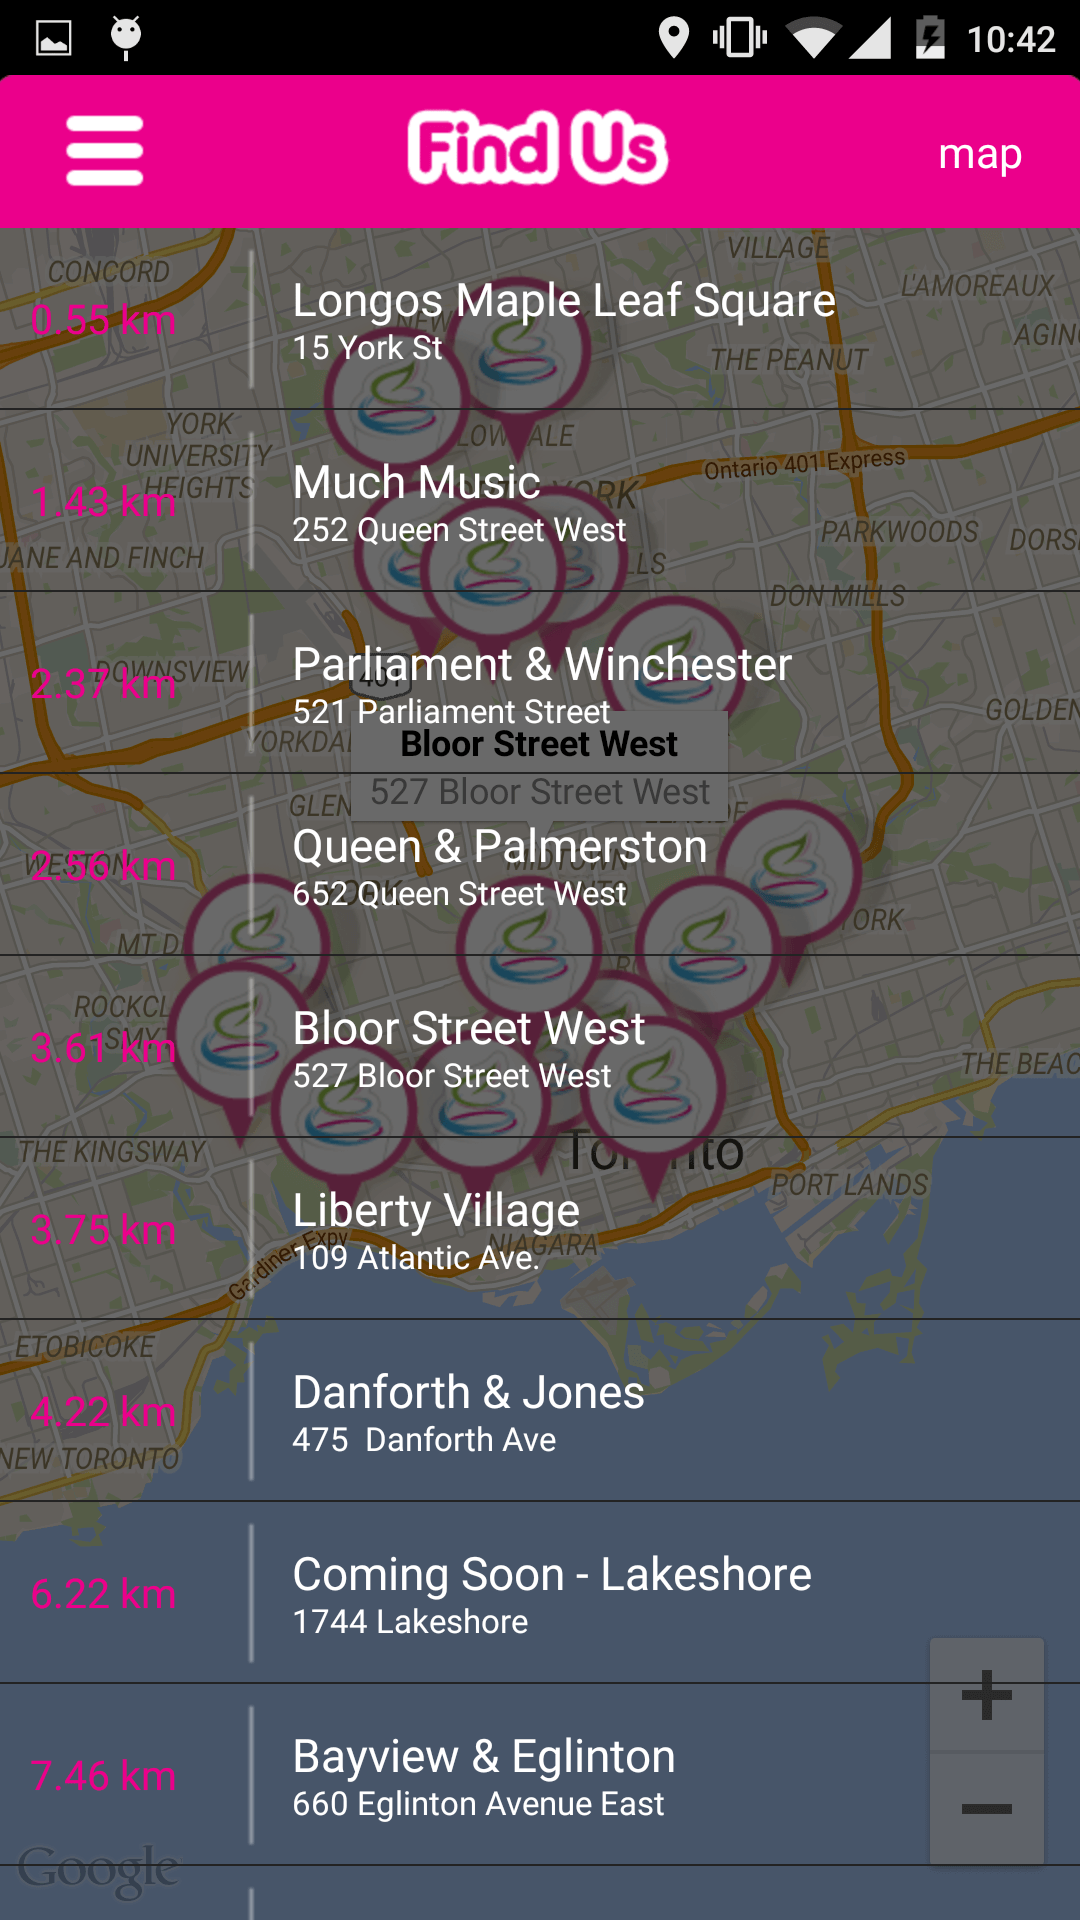 10:42
Find Us
map
0.55 km
Longos Maple Leaf Square
15 York St
1.43 km
Much Music
252 Queen Street West
2.37 km
Parliament & Winchester
521 Parliament Street
Bloor Street West
527 Bloor Street West
2.56 km
Queen & Palmerston
652 Queen Street West
3.61 km
Bloor Street West
527 Bloor Street West
3.75 km
Liberty Village
109 Atlantic Ave.
4.22 km
Danforth & Jones
475 Danforth Ave
6.22 km
Coming Soon - Lakeshore
1744 Lakeshore
7.46 km
Bayview & Eglinton
660 Eglinton Avenue East
CONCORD
VILLAGE
L'AMOREAUX
THE PEANUT
YORK
UNIVERSITY
HEIGHTS
Ontario 401 Express
PARKWOODS
JANE AND FINCH
DON MILLS
DOWNSVIEW
401
WESTON
MIDTOWN
THE KINGSWAY
PORT LANDS
NIAGARA
Gardiner Expy
ETOBICOKE
NEW TORONTO
Google